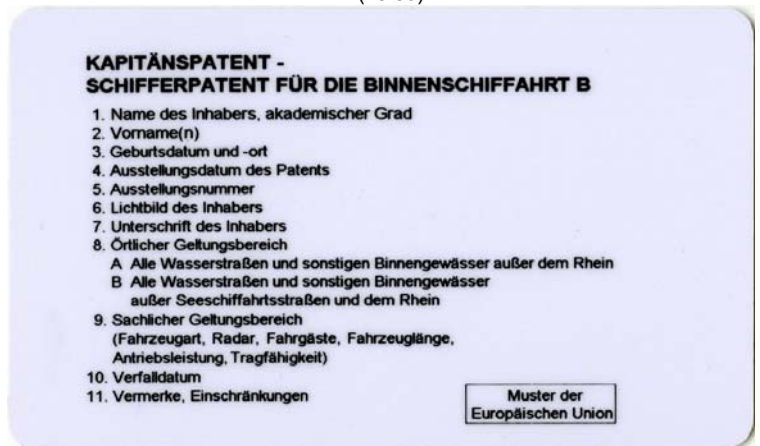 KAPITÄNSPATENT -
SCHIFFERPATENT FÜR DIE BINNENSCHIFFAHRT B
1. Name des Inhabers, akademischer Grad
2. Vorname(n)
3. Geburtsdatum und -ort
4. Ausstellungsdatum des Patents
5. Ausstellungsnummer
6. Lichtbild des Inhabers
7. Unterschrift des Inhabers
8. Örtlicher Geltungsbereich
A Alle Wasserstraßen und sonstigen Binnengewässer außer dem Rhein
B Alle Wasserstraßen und sonstigen Binnengewässer
außer Seeschiffahrtsstraßen und dem Rhein
9. Sachlicher Geltungsbereich
(Fahrzeugart, Radar, Fahrgäste, Fahrzeuglänge,
Antriebsleistung, Tragfähigkeit)
10. Verfalldatum
11. Vermerke, Einschränkungen
Muster der
Europäischen Union